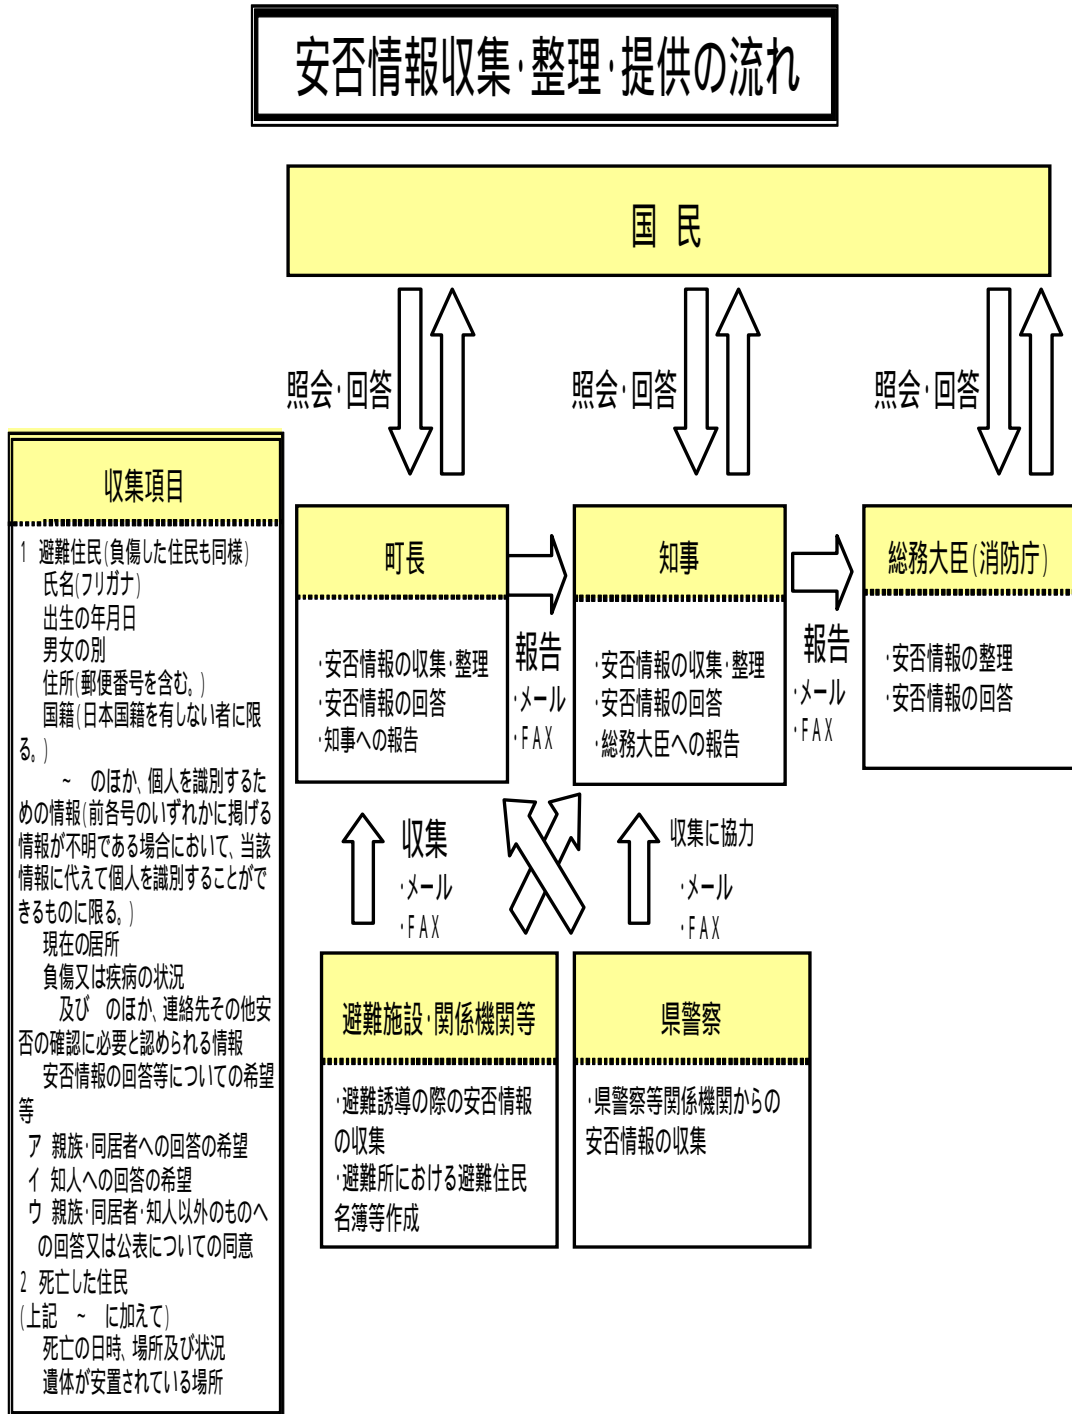 安否情報収集・整理・提供の流れ
国 民
照会・回答
照会・回答
照会・回答
収集項目
1 避難住民(負傷した住民も同様)
氏名(フリガナ)
出生の年月日
男女の別
住所(郵便番号を含む。)
国籍(日本国籍を有しない者に限
る。)
～ のほか、個人を識別するた
めの情報(前各号のいずれかに掲げる
情報が不明である場合において、当該
情報に代えて個人を識別することがで
きるものに限る。)
現在の居所
負傷又は疾病の状況
及び のほか、連絡先その他安
否の確認に必要と認められる情報
安否情報の回答等についての希望
等
ア 親族・同居者への回答の希望
イ 知人への回答の希望
ウ 親族・同居者・知人以外のものへ
の回答又は公表についての同意
2 死亡した住民
(上記 ～ に加えて)
死亡の日時、場所及び状況
遺体が安置されている場所
町長
・安否情報の収集・整理
・安否情報の回答
・知事への報告
報告
・メール
・FAX
知事
・安否情報の収集・整理
・安否情報の回答
・総務大臣への報告
報告
・メール
・FAX
総務大臣(消防庁)
・安否情報の整理
・安否情報の回答
収集
・メール
・FAX
収集に協力
・メール
・FAX
避難施設・関係機関等
・避難誘導の際の安否情報
の収集
・避難所における避難住民
名簿等作成
県警察
・県警察等関係機関からの
安否情報の収集